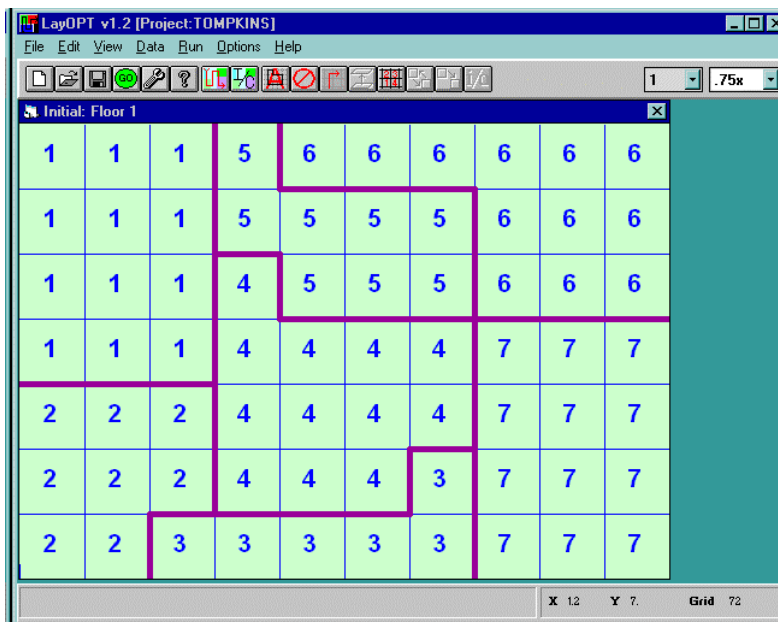 LayOPT v1.2 [Project:TOMPKINS]
File Edit View Data Run Options Help
GO I/C i/c 1 .75x
Initial: Floor 1
1 1 1 5 6 6 6 6 6 6
1 1 1 5 5 5 5 6 6 6
1 1 1 4 5 5 5 6 6 6
1 1 1 4 4 4 4 7 7 7
2 2 2 4 4 4 4 7 7 7
2 2 2 4 4 4 3 7 7 7
2 2 3 3 3 3 3 7 7 7
X 1.2 Y 7. Grid 72